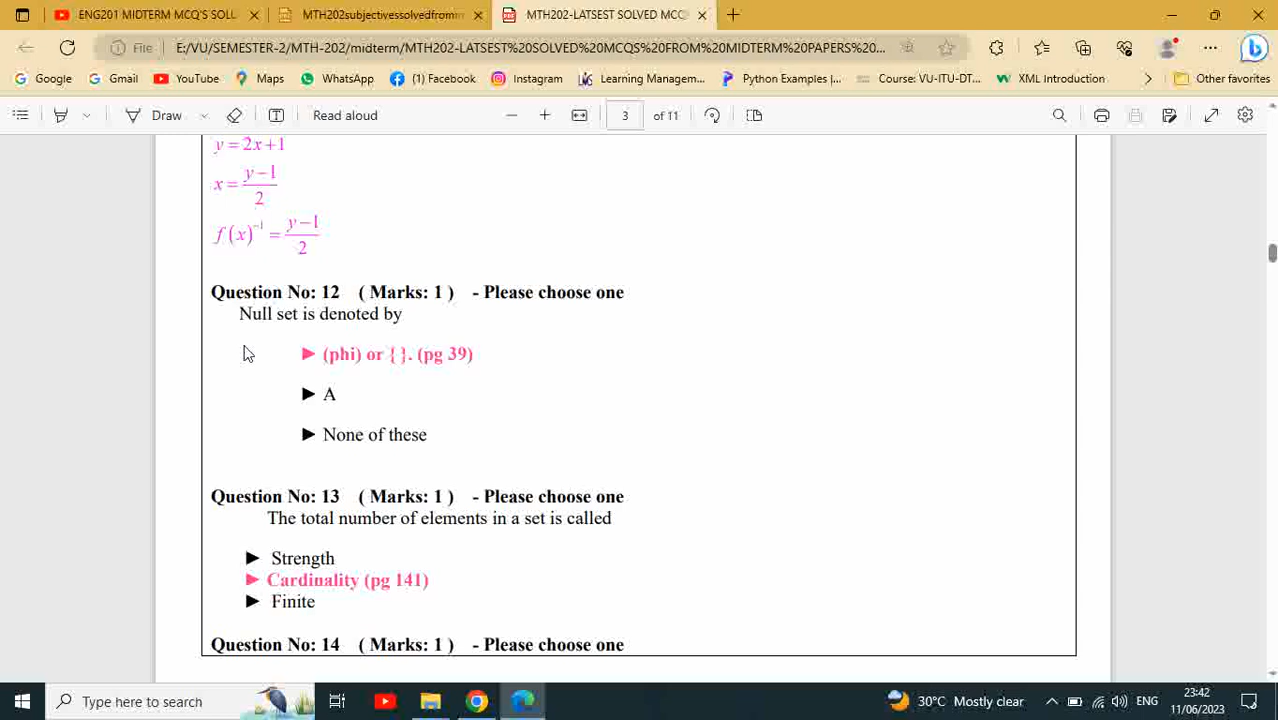 ENG201 MIDTERM MCQ'S SOLL
MTH202subjectivessolvedfromm
MTH202-LATSEST SOLVED MCQ
File
E:/VU/SEMESTER-2/MTH-202/midterm/MTH202-LATSEST%20SOLVED%20MCQS%20FROM%20MIDTERM%20PAPERS%20...
Google
Gmail
YouTube
Maps
WhatsApp
(1) Facebook
Instagram
Learning Managem...
Python Examples |...
Course: VU-ITU-DT...
XML Introduction
Other favorites
Draw
Read aloud
3 of 11
y = 2x+1
x = y−1
2
f(x)⁻¹ = y−1
2
Question No: 12 ( Marks: 1 ) - Please choose one
Null set is denoted by
► (phi) or { }. (pg 39)
► A
► None of these
Question No: 13 ( Marks: 1 ) - Please choose one
The total number of elements in a set is called
► Strength
► Cardinality (pg 141)
► Finite
Question No: 14 ( Marks: 1 ) - Please choose one
Type here to search
30°C Mostly clear
ENG
23:42
11/06/2023